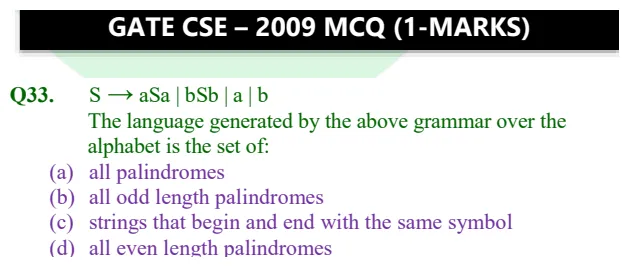 GATE CSE – 2009 MCQ (1-MARKS)
Q33. S → aSa | bSb | a | b
The language generated by the above grammar over the
alphabet is the set of:
(a) all palindromes
(b) all odd length palindromes
(c) strings that begin and end with the same symbol
(d) all even length palindromes